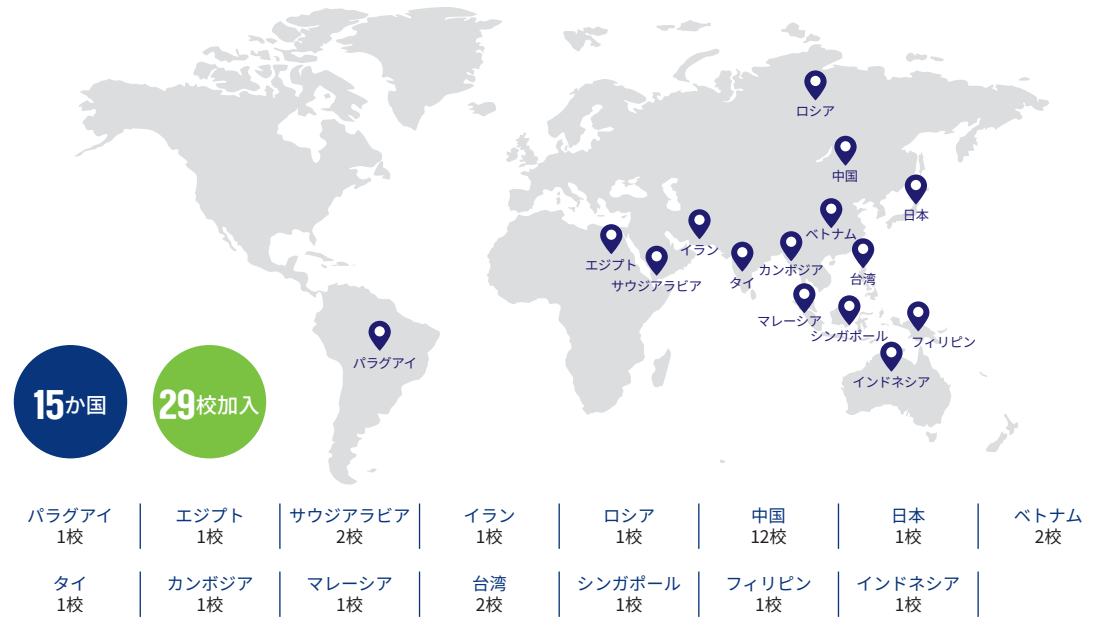 ロシア
中国
日本
ベトナム
イラン
エジプト
カンボジア
サウジアラビア
タイ
台湾
マレーシア
シンガポール
フィリピン
パラグアイ
インドネシア
15か国
29校加入
パラグアイ
1校
エジプト
1校
サウジアラビア
2校
イラン
1校
ロシア
1校
中国
12校
日本
1校
ベトナム
2校
タイ
1校
カンボジア
1校
マレーシア
1校
台湾
2校
シンガポール
1校
フィリピン
1校
インドネシア
1校